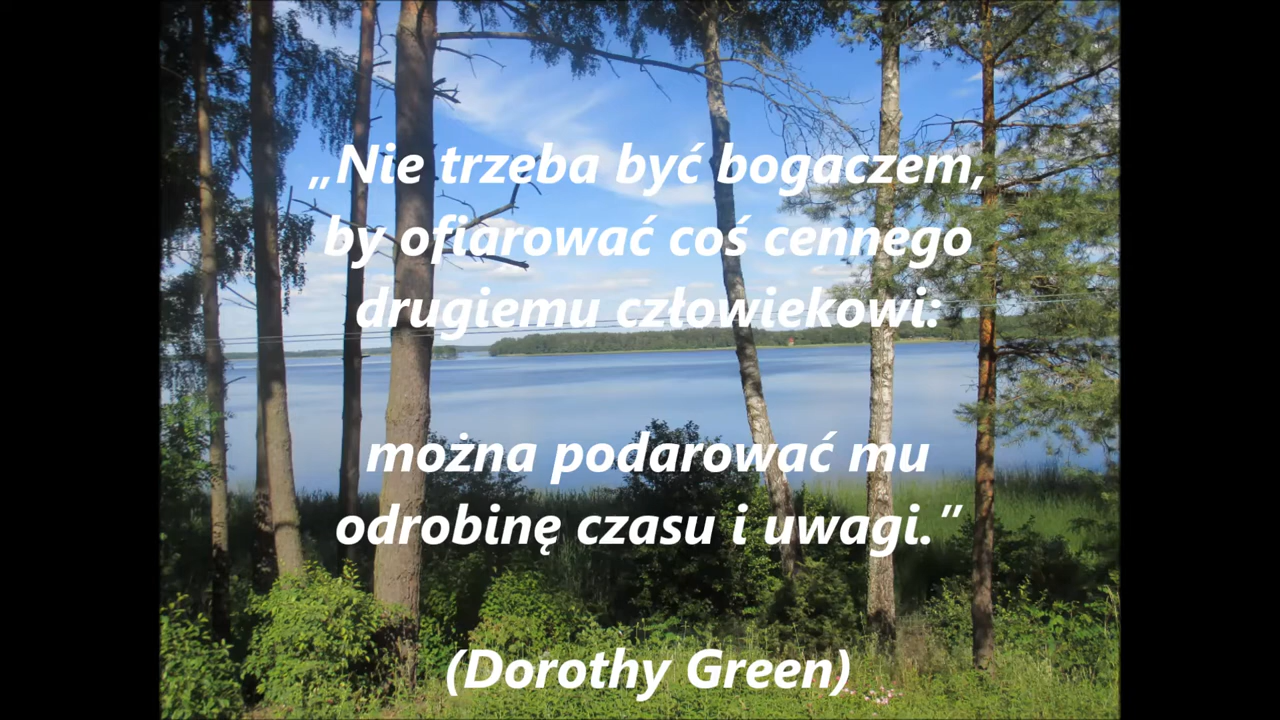 „Nie trzeba być bogaczem,
by ofiarować coś cennego
drugiemu człowiekowi:
można podarować mu
odrobinę czasu i uwagi.”
(Dorothy Green)